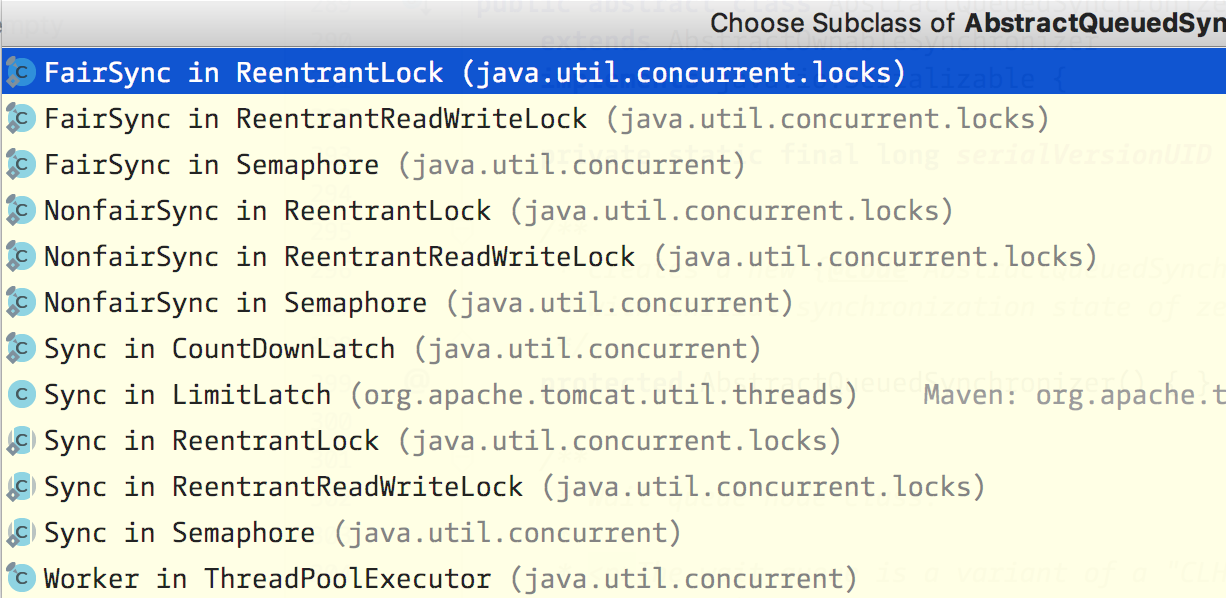 Choose Subclass of AbstractQueuedSyn
FairSync in ReentrantLock (java.util.concurrent.locks)
FairSync in ReentrantReadWriteLock (java.util.concurrent.locks)
FairSync in Semaphore (java.util.concurrent)
NonfairSync in ReentrantLock (java.util.concurrent.locks)
NonfairSync in ReentrantReadWriteLock (java.util.concurrent.locks)
NonfairSync in Semaphore (java.util.concurrent)
Sync in CountDownLatch (java.util.concurrent)
Sync in LimitLatch (org.apache.tomcat.util.threads) Maven: org.apache.t
Sync in ReentrantLock (java.util.concurrent.locks)
Sync in ReentrantReadWriteLock (java.util.concurrent.locks)
Sync in Semaphore (java.util.concurrent)
Worker in ThreadPoolExecutor (java.util.concurrent)